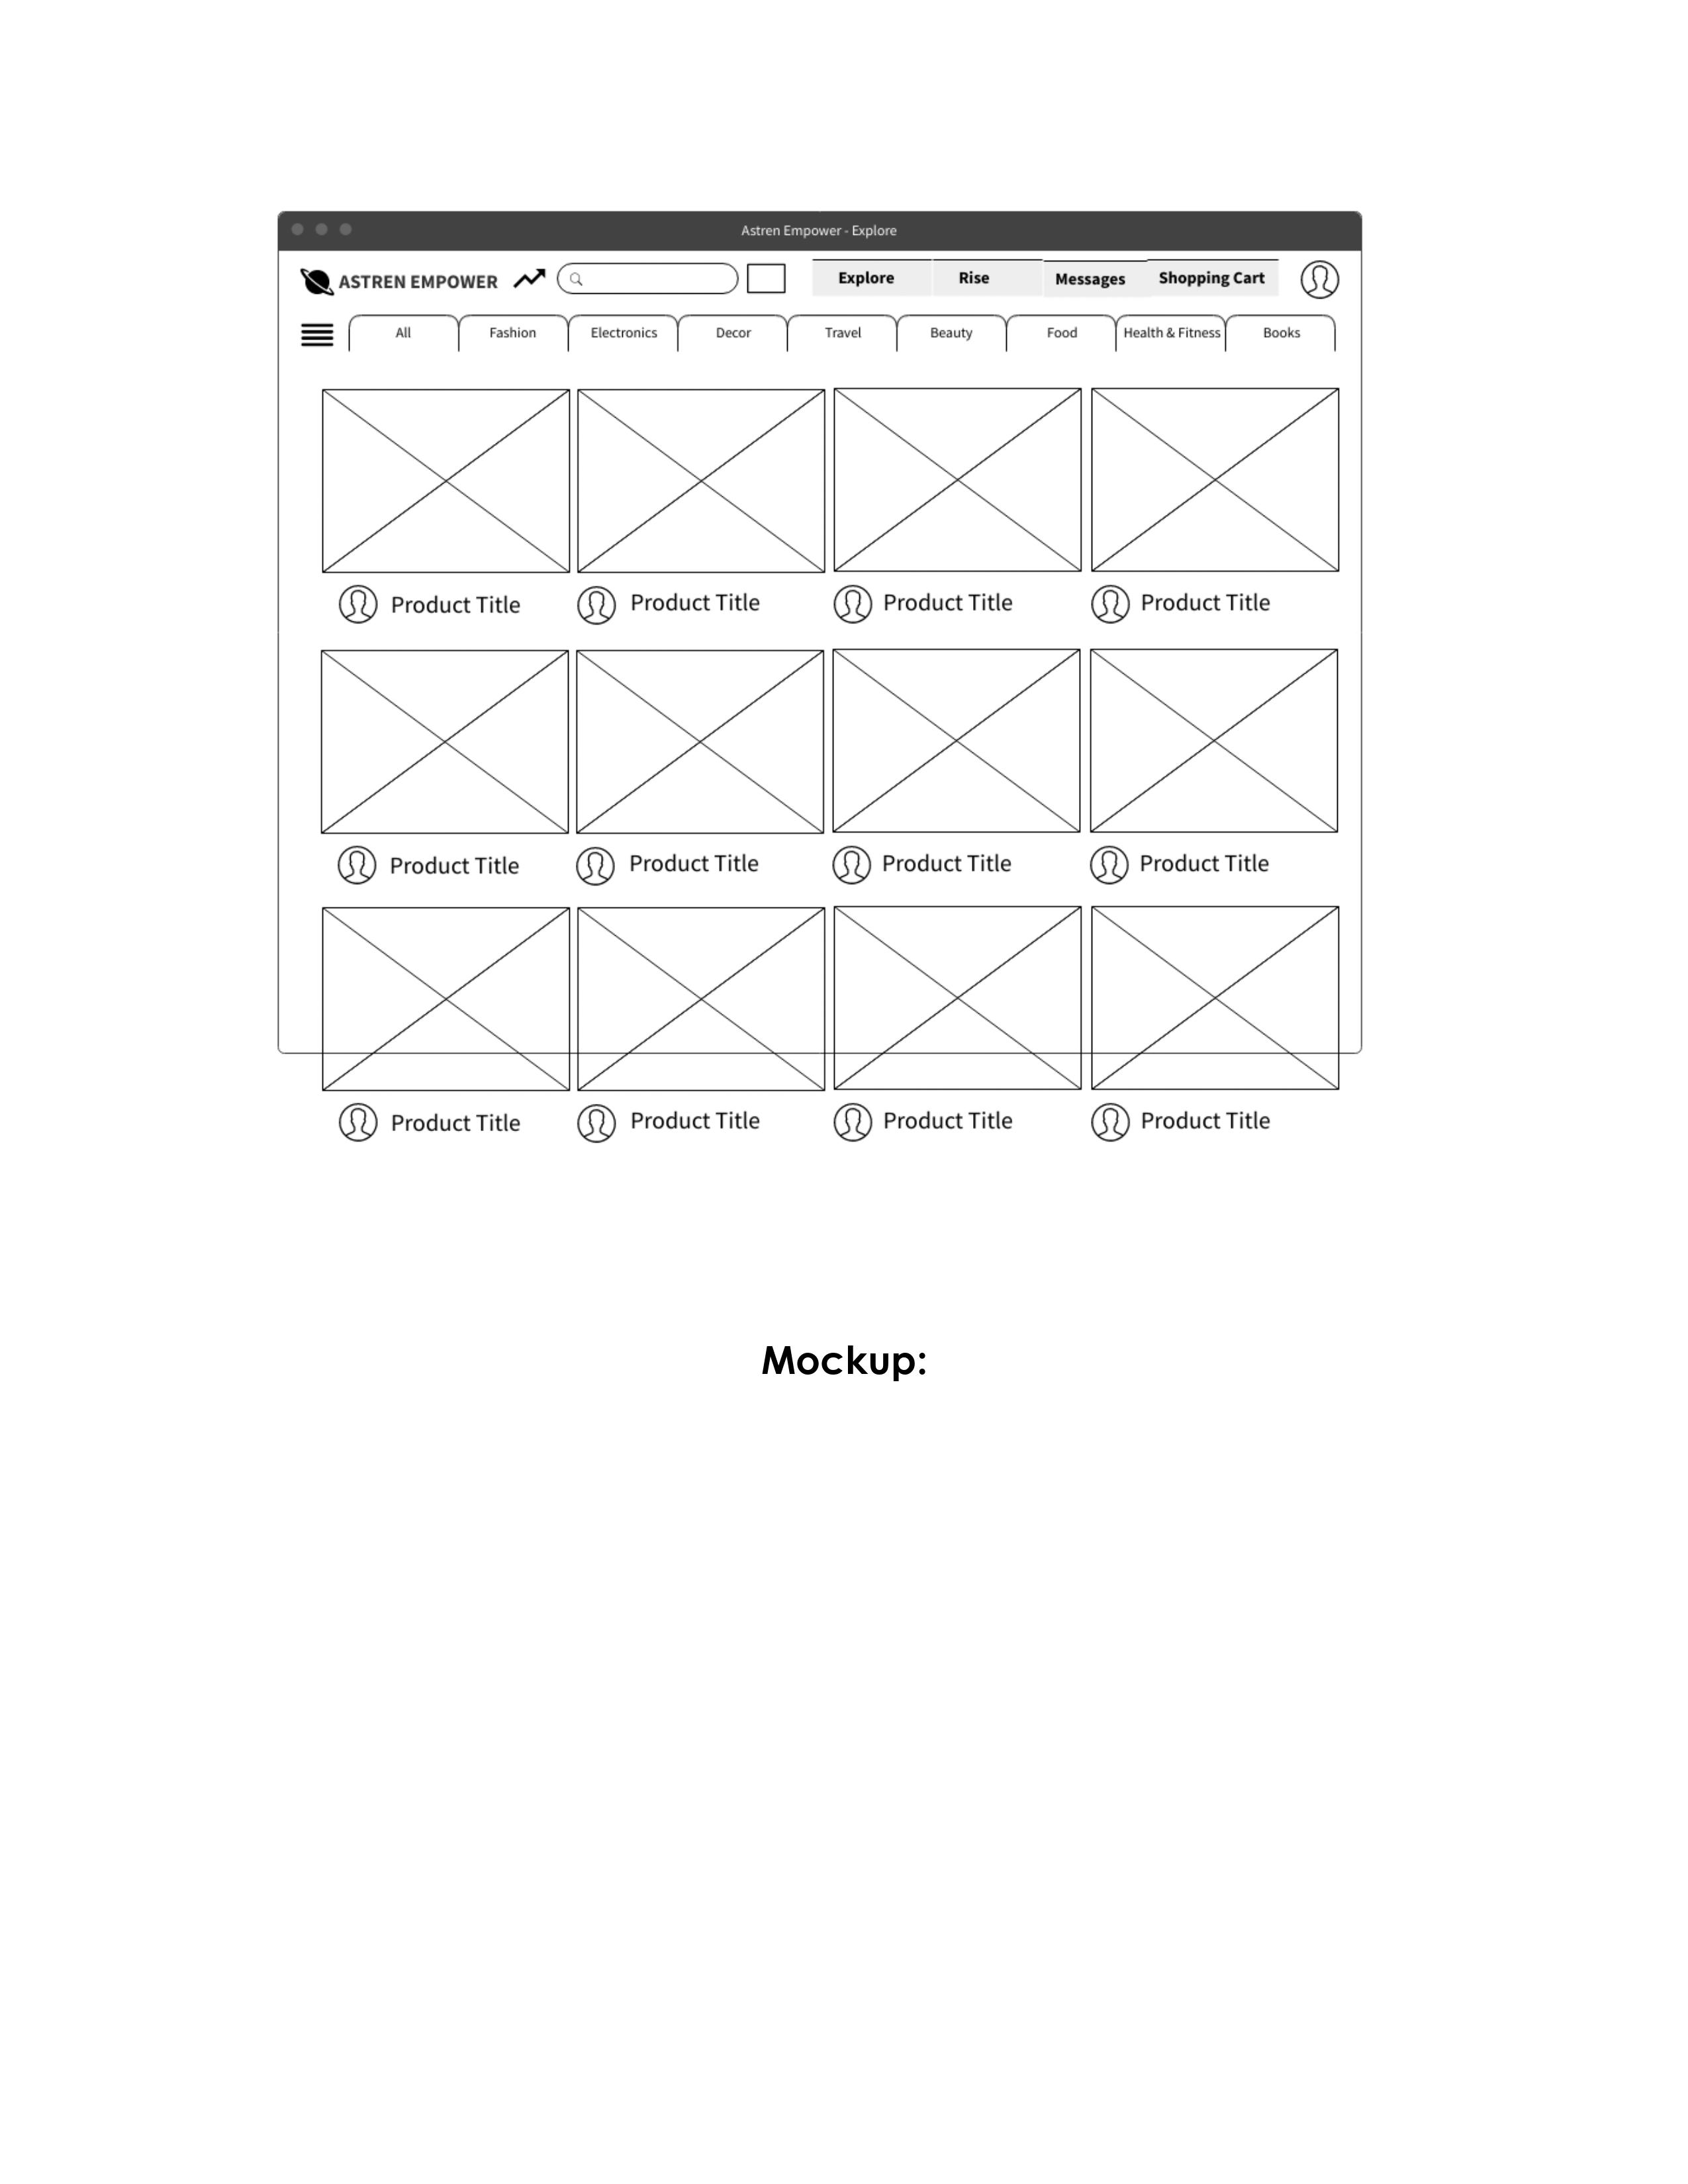 Astren Empower - Explore
ASTREN EMPOWER Explore Rise Messages Shopping Cart
All Fashion Electronics Decor Travel Beauty Food Health & Fitness Books
Product Title Product Title Product Title Product Title
Product Title Product Title Product Title Product Title
Product Title Product Title Product Title Product Title
Mockup: